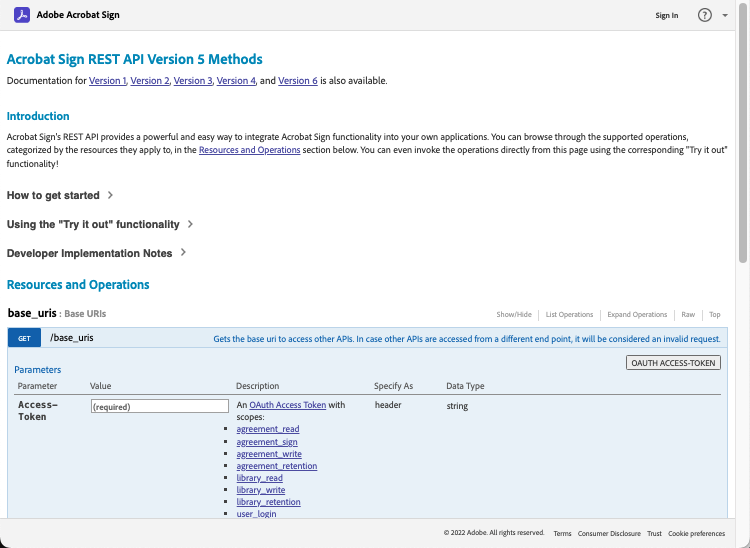 Adobe Acrobat Sign
Sign In
?
Acrobat Sign REST API Version 5 Methods
Documentation for Version 1, Version 2, Version 3, Version 4, and Version 6 is also available.
Introduction
Acrobat Sign's REST API provides a powerful and easy way to integrate Acrobat Sign functionality into your own applications. You can browse through the supported operations,
categorized by the resources they apply to, in the Resources and Operations section below. You can even invoke the operations directly from this page using the corresponding "Try it out"
functionality!
How to get started
Using the "Try it out" functionality
Developer Implementation Notes
Resources and Operations
base_uris : Base URIs
Show/Hide
List Operations
Expand Operations
Raw
Top
GET
/base_uris
Gets the base uri to access other APIs. In case other APIs are accessed from a different end point, it will be considered an invalid request.
OAUTH ACCESS-TOKEN
Parameters
Parameter Value Description Specify As Data Type
Access-
Token
(required)
An OAuth Access Token with
scopes:
header
string
agreement_read
agreement_sign
agreement_write
agreement_retention
library_read
library_write
library_retention
user_login
© 2022 Adobe. All rights reserved. Terms Consumer Disclosure Trust Cookie preferences